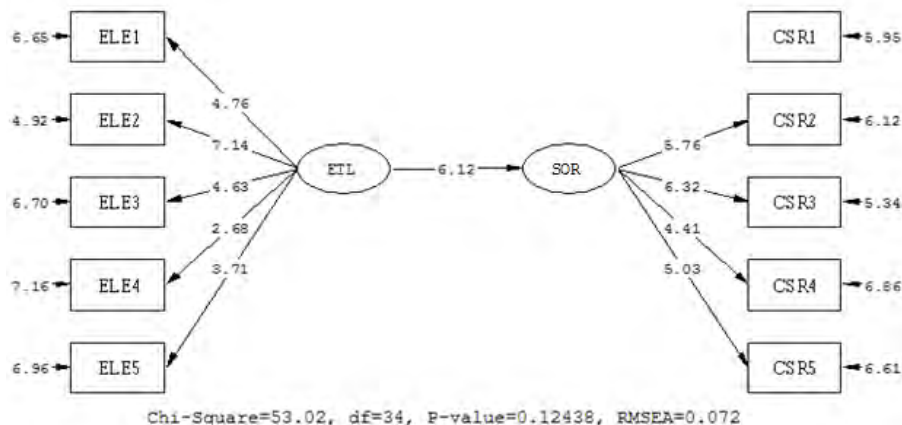 6.65 ELE1 CSR1 5.95
4.76
4.92 ELE2 CSR2 6.12
7.14 5.76
ETL 6.12 SOR
6.70 ELE3 4.63 6.32 CSR3 5.34
2.68 4.41
3.71 5.03
7.16 ELE4 CSR4 6.86
6.96 ELE5 CSR5 6.61
Chi-Square=53.02, df=34, P-value=0.12438, RMSEA=0.072